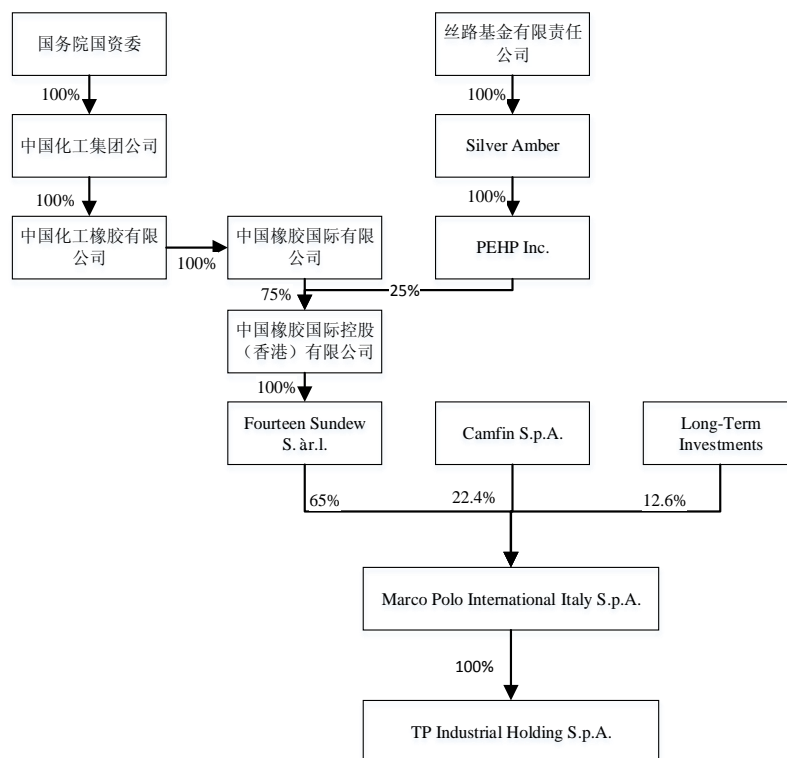 国务院国资委
丝路基金有限责任
公司
100%
100%
中国化工集团公司
Silver Amber
100%
100%
中国化工橡胶有限
公司
100%
中国橡胶国际有限
公司
PEHP Inc.
75%
25%
中国橡胶国际控股
（香港）有限公司
100%
Fourteen Sundew
S. àr.l.
Camfin S.p.A.
Long-Term
Investments
65%
22.4%
12.6%
Marco Polo International Italy S.p.A.
100%
TP Industrial Holding S.p.A.